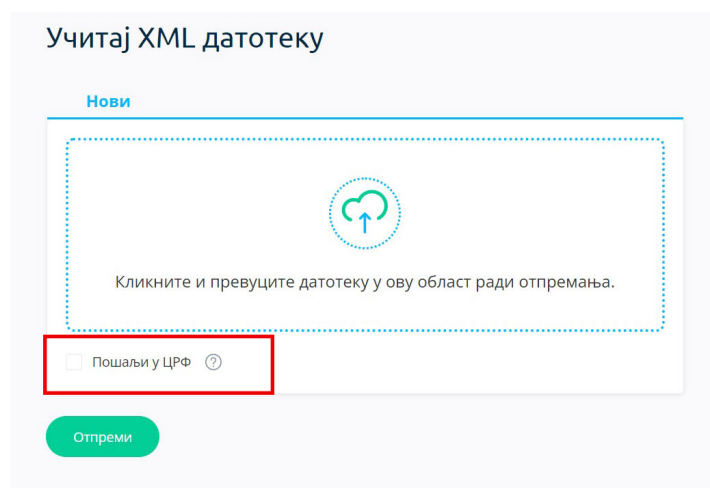 Учитај XML датотеку
Нови
Кликните и превуците датотеку у ову област ради отпремања.
Пошаљи у ЦРФ ?
Отпреми